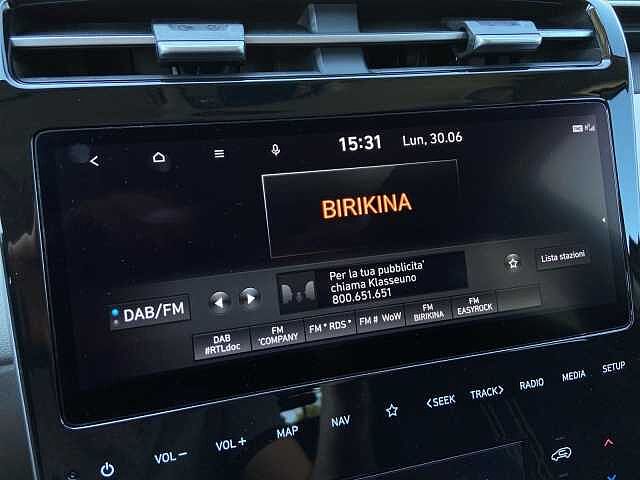 15:31 Lun, 30.06
BIRIKINA
Per la tua pubblicita'
chiama Klasseuno
800.651.651
Lista stazioni
DAB/FM
DAB
#RTLdoc
FM
*COMPANY
FM * RDS *
FM # WoW
FM
BIRIKINA
FM
EASYROCK
VOL− VOL+ MAP NAV <SEEK TRACK> RADIO MEDIA SETUP